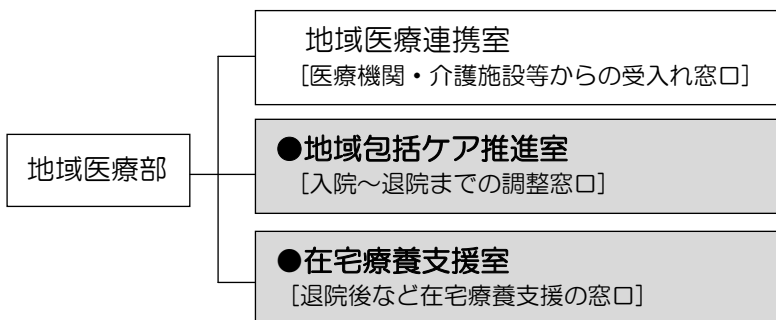 地域医療部
地域医療連携室
[医療機関・介護施設等からの受入れ窓口]
●地域包括ケア推進室
[入院～退院までの調整窓口]
●在宅療養支援室
[退院後など在宅療養支援の窓口]